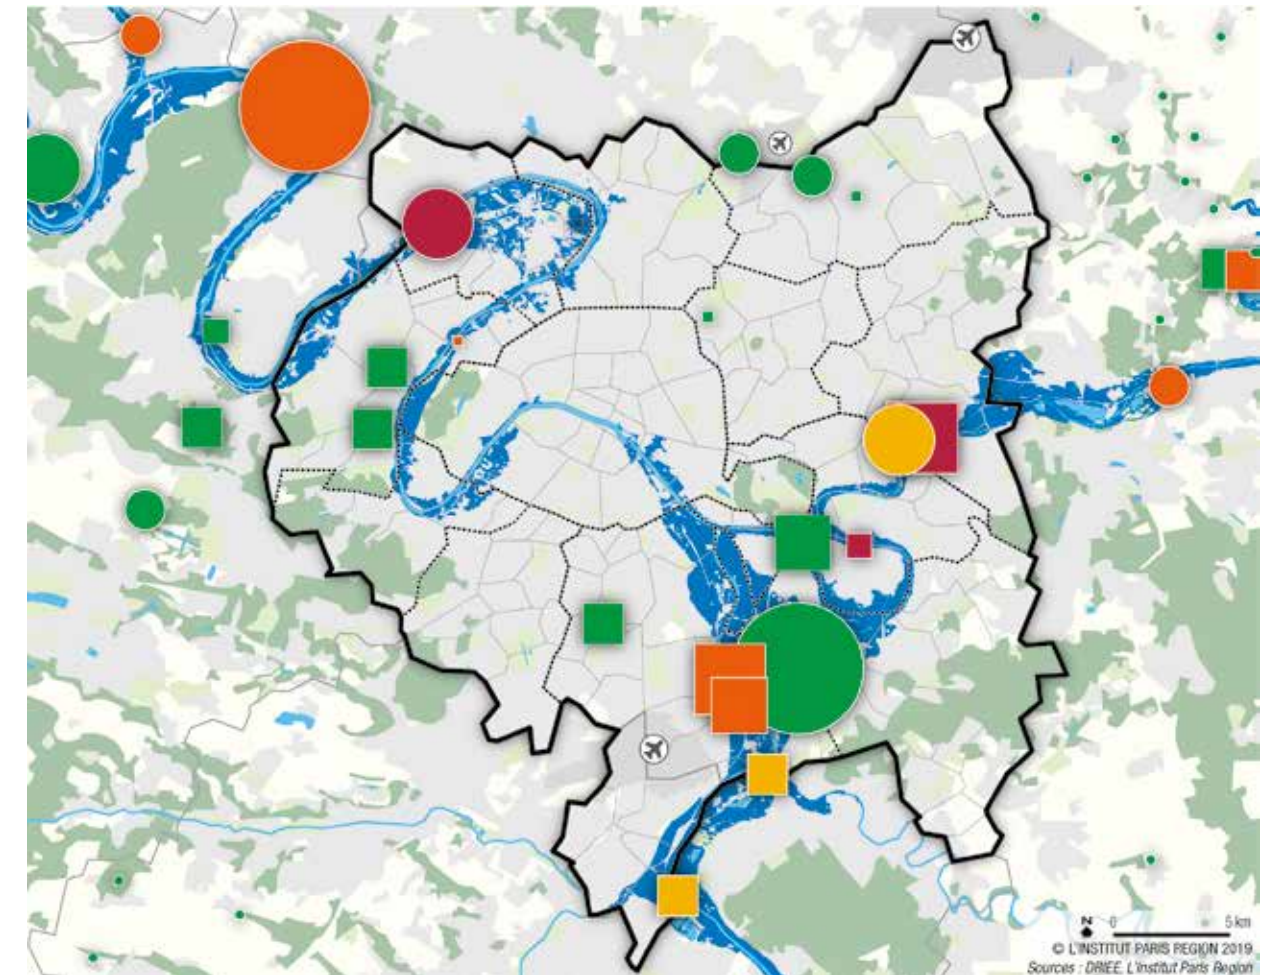 N
0 5 km
© L'INSTITUT PARIS REGION 2019
Sources : DRIEE, L'Institut Paris Region